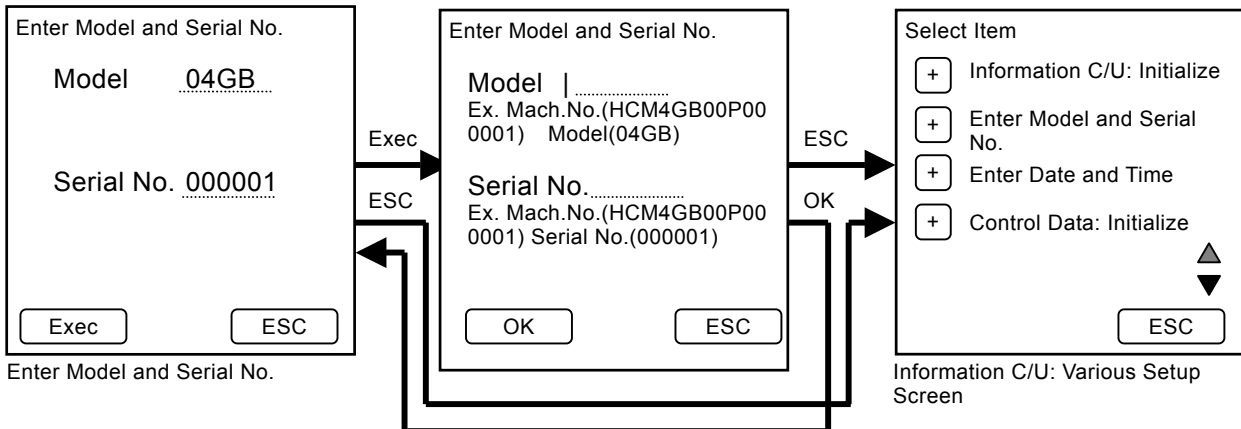 Enter Model and Serial No.
Model 04GB
Serial No. 000001
Exec ESC
Enter Model and Serial No.
Exec
ESC
Enter Model and Serial No.
Model |
Ex. Mach.No.(HCM4GB00P00
0001) Model(04GB)
Serial No.
Ex. Mach.No.(HCM4GB00P00
0001) Serial No.(000001)
OK ESC
ESC
OK
Select Item
+ Information C/U: Initialize
+ Enter Model and Serial
No.
+ Enter Date and Time
+ Control Data: Initialize
ESC
Information C/U: Various Setup
Screen